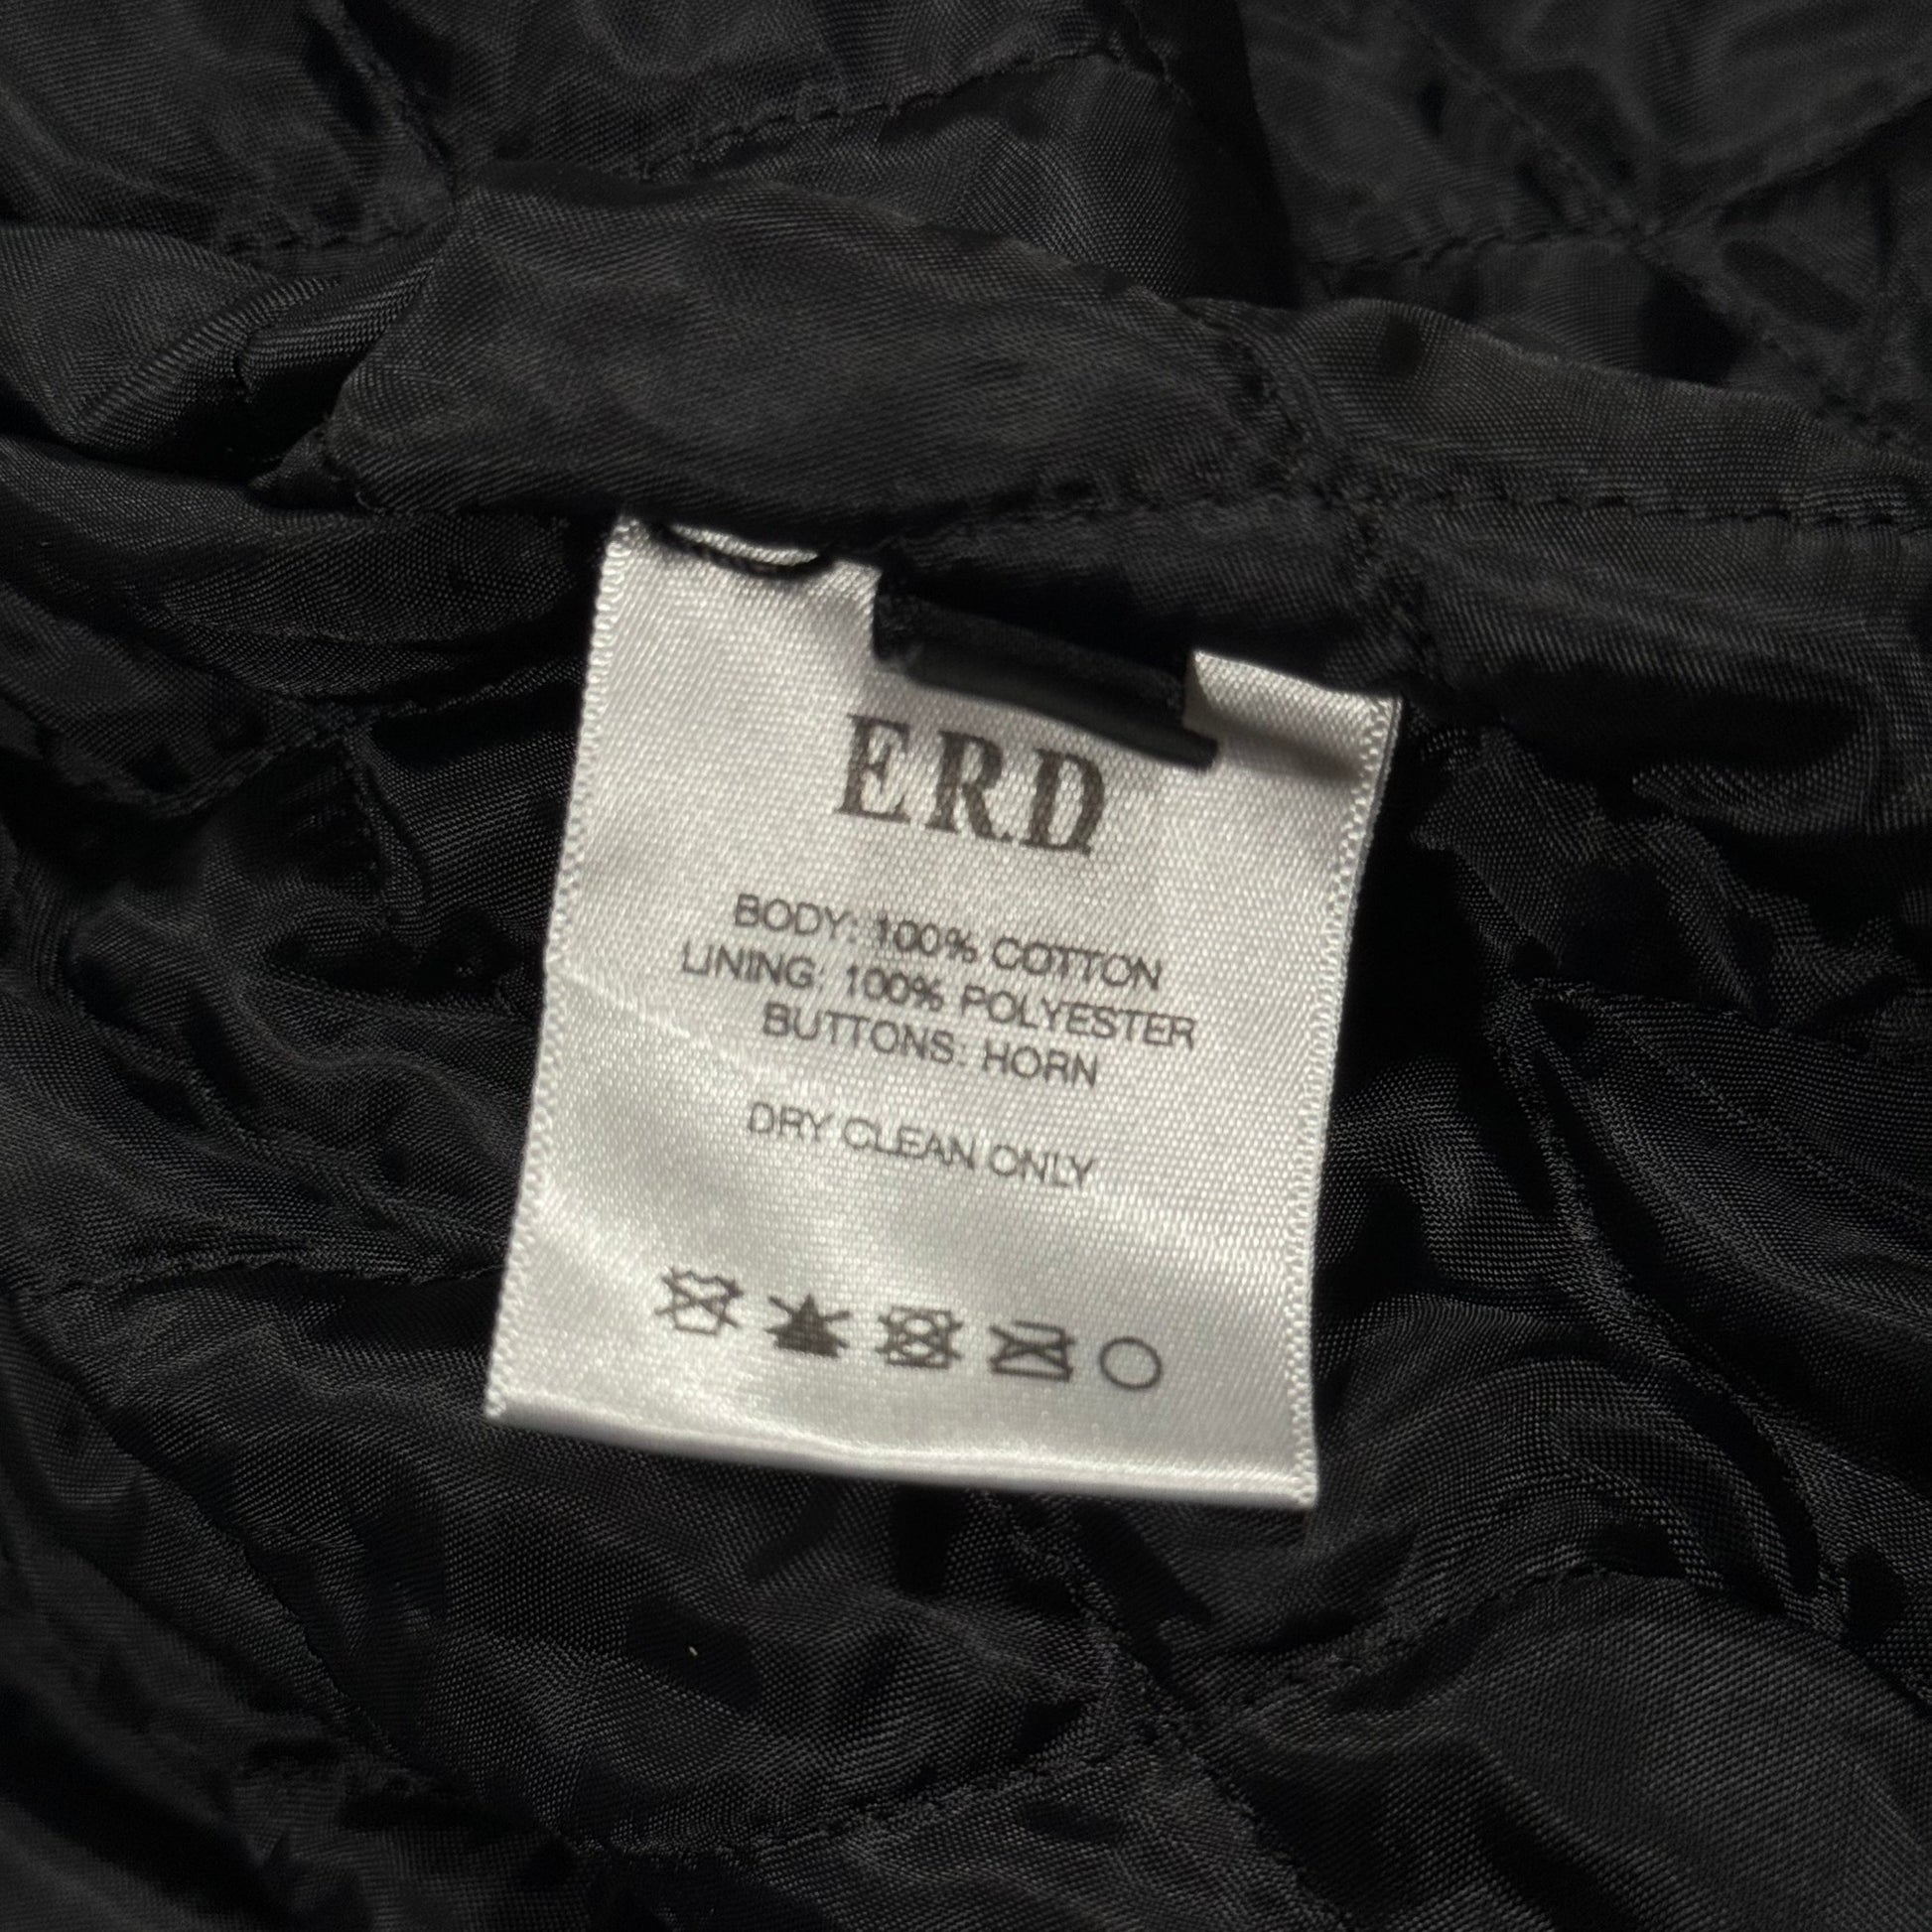 ERD
BODY: 100% COTTON
LINING: 100% POLYESTER
BUTTONS: HORN
DRY CLEAN ONLY